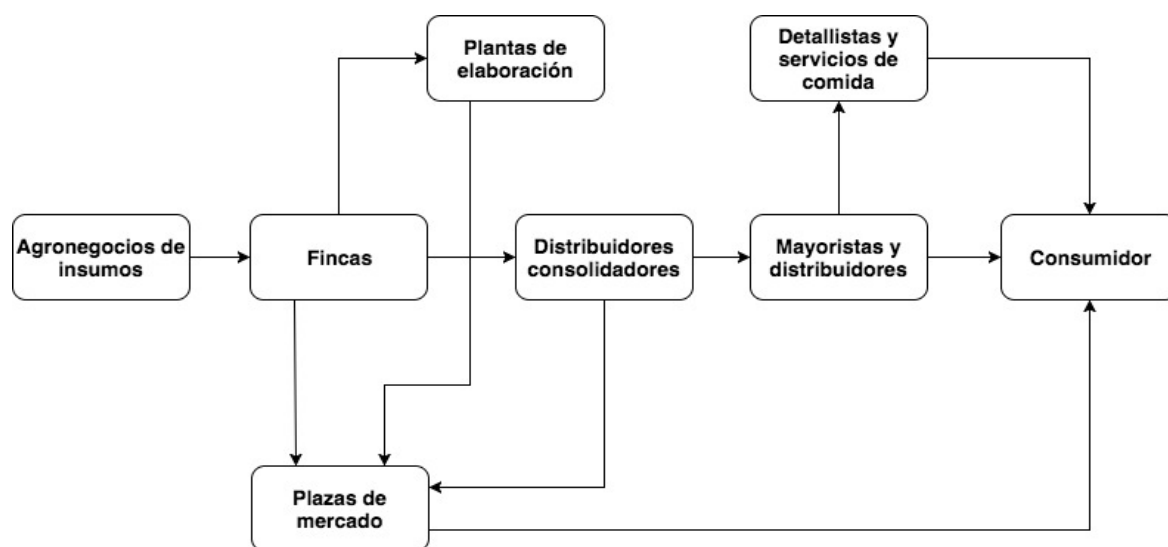 Plantas de
elaboración
Detallistas y
servicios de
comida
Agronegocios de
insumos
Fincas
Distribuidores
consolidadores
Mayoristas y
distribuidores
Consumidor
Plazas de
mercado